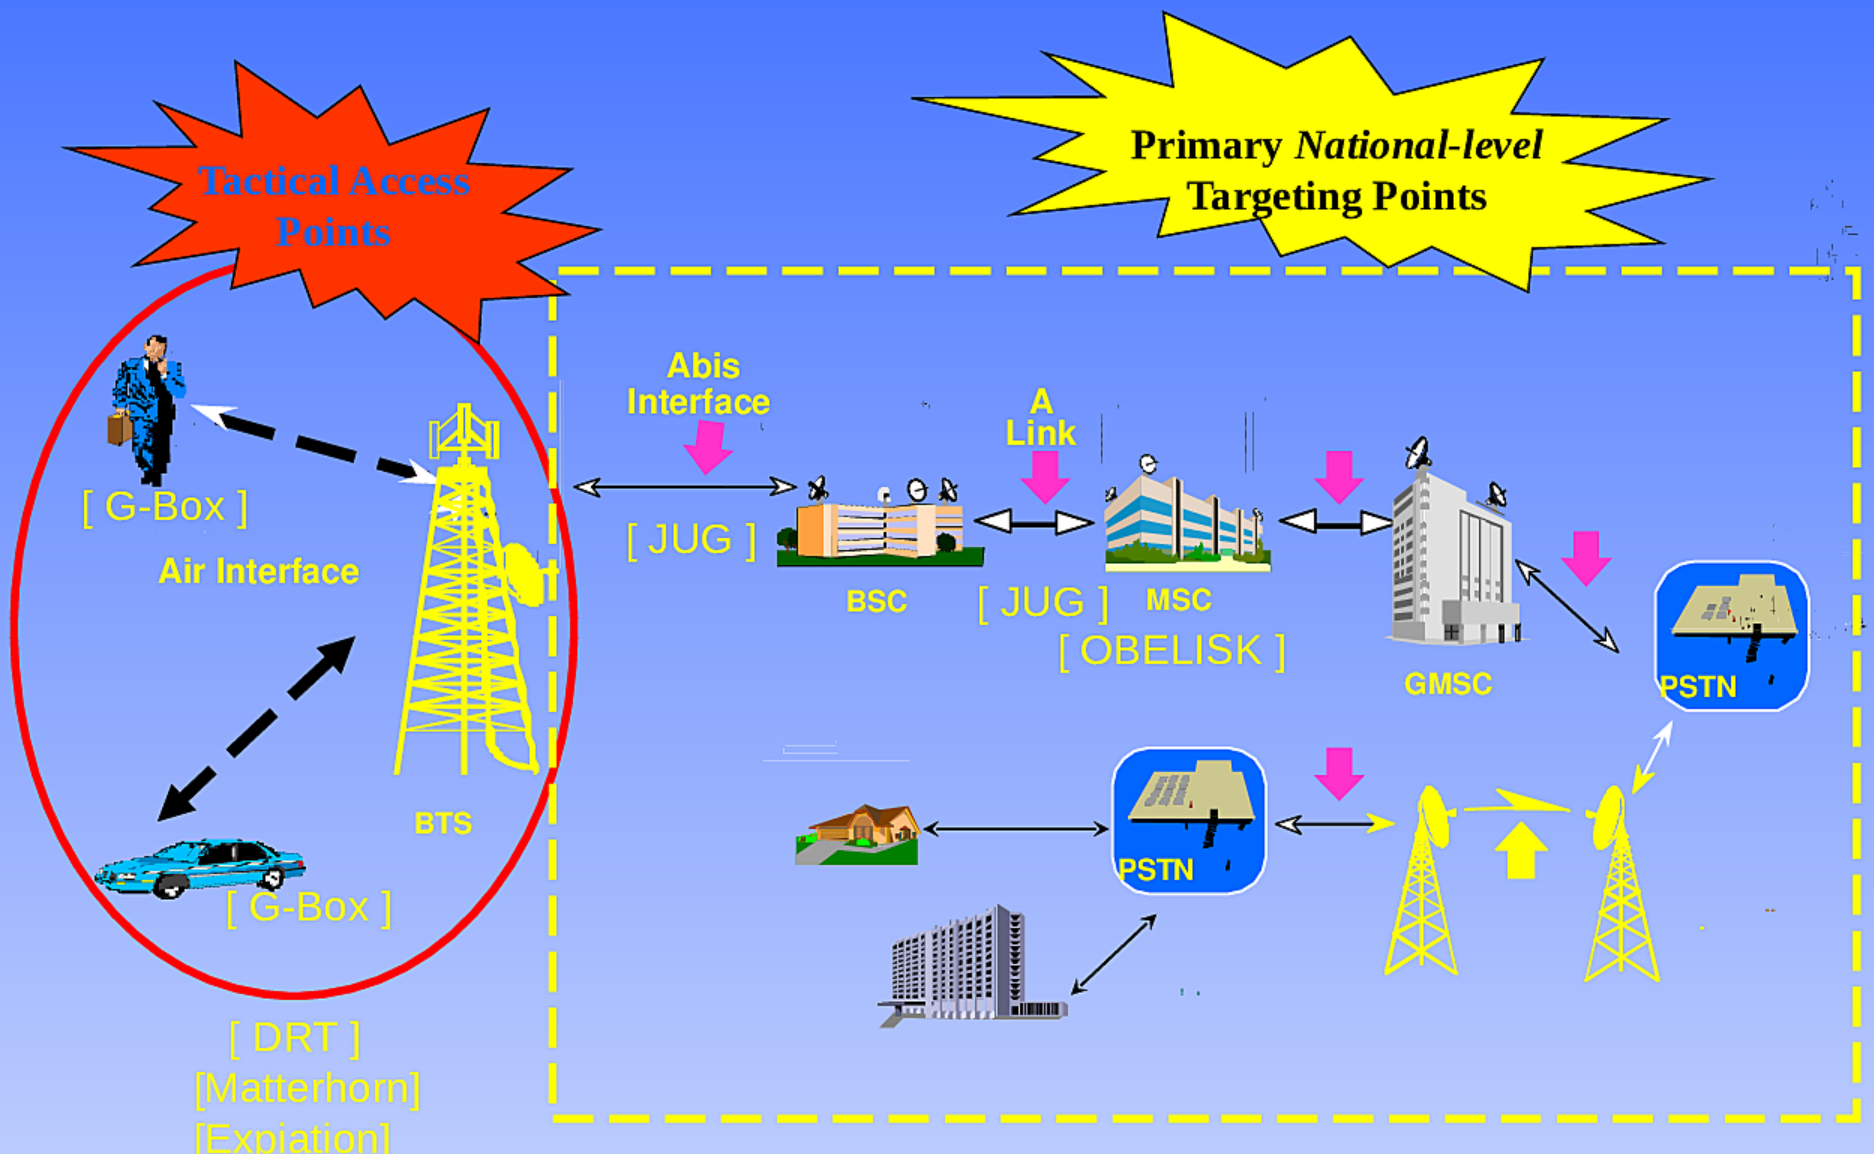 Tactical Access
Points
Primary National-level
Targeting Points
Abis
Interface
A
Link
[ G-Box ]
Air Interface
[ JUG ]
BSC
[ JUG ]
MSC
[ OBELISK ]
GMSC
PSTN
BTS
PSTN
[ G-Box ]
[ DRT ]
[Matterhorn]
[Expiation]